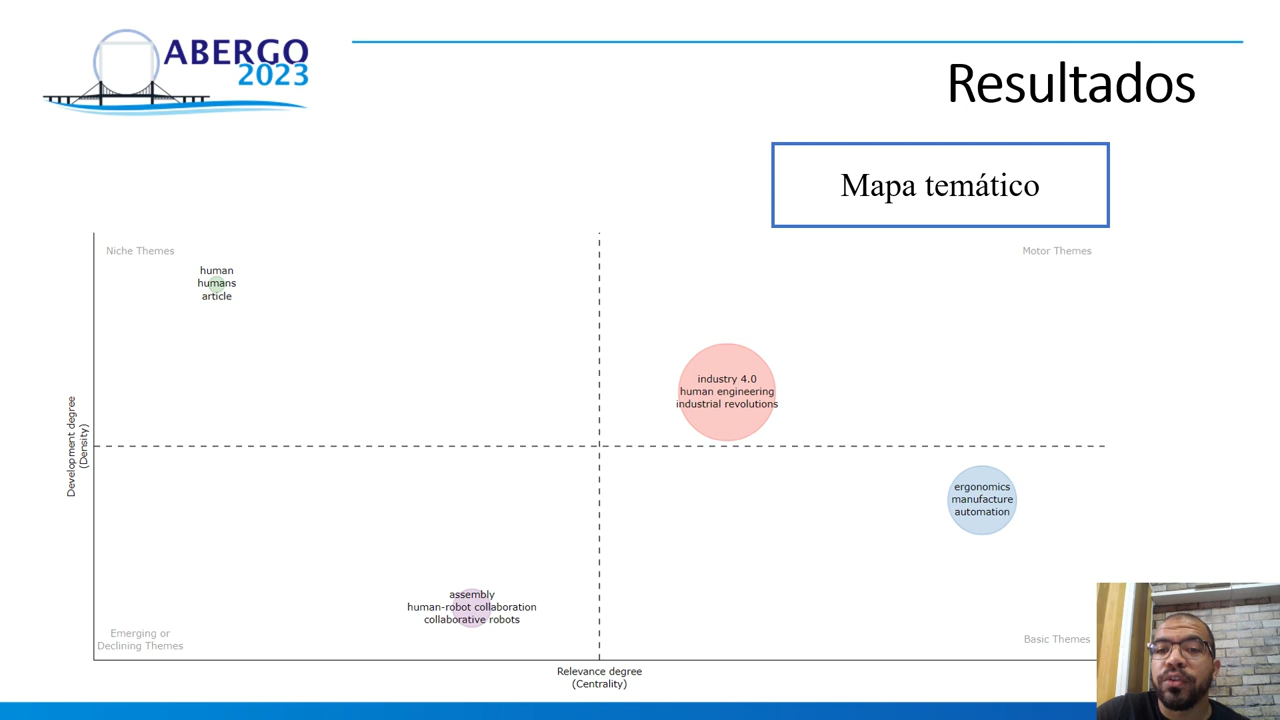 ABERGO
2023
Resultados
Mapa temático
Niche Themes
Motor Themes
human
humans
article
industry 4.0
human engineering
industrial revolutions
Development degree
(Density)
ergonomics
manufacture
automation
assembly
human-robot collaboration
collaborative robots
Emerging or
Declining Themes
Basic Themes
Relevance degree
(Centrality)